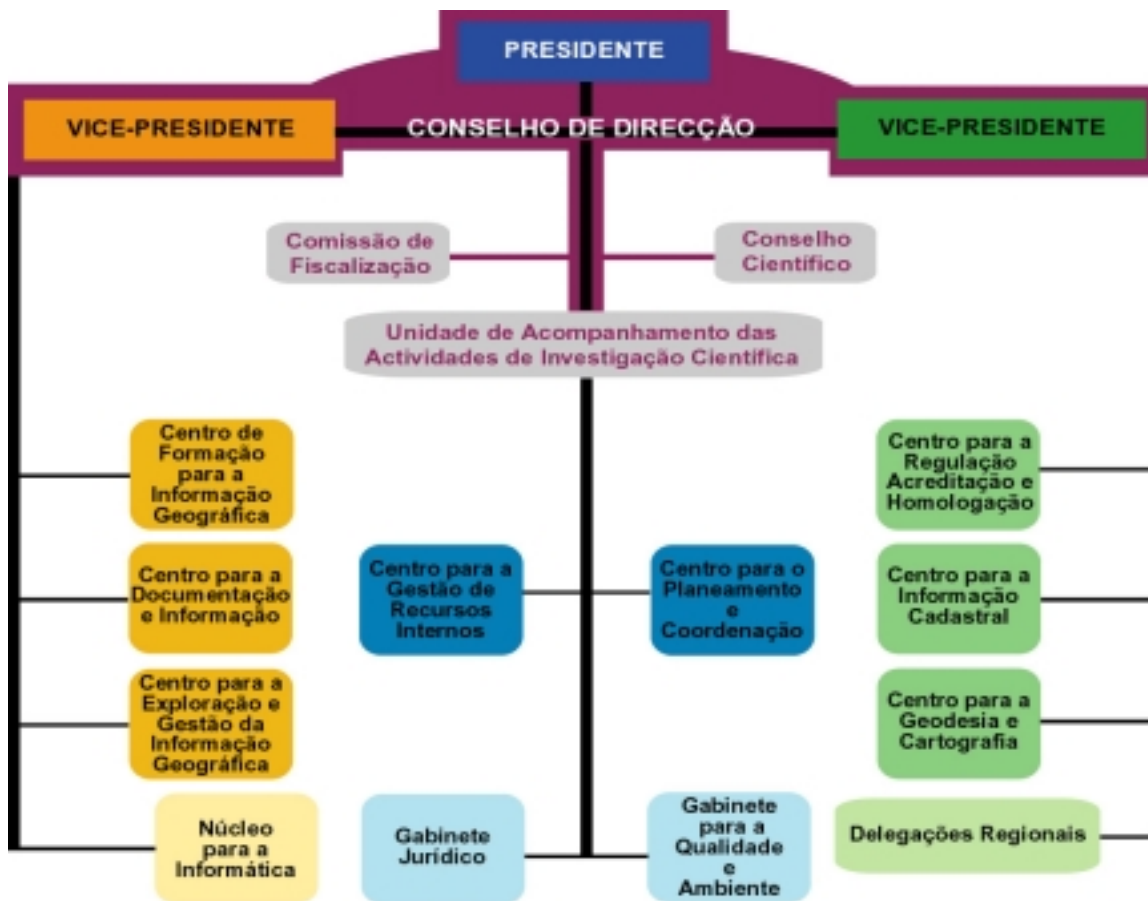 PRESIDENTE
VICE-PRESIDENTE
CONSELHO DE DIRECÇÃO
VICE-PRESIDENTE
Comissão de
Fiscalização
Conselho
Científico
Unidade de Acompanhamento das
Actividades de Investigação Científica
Centro de
Formação
para a
Informação
Geográfica
Centro para a
Regulação
Acreditação e
Homologação
Centro para a
Documentação
e Informação
Centro para a
Gestão de
Recursos
Internos
Centro para o
Planeamento
e
Coordenação
Centro para a
Informação
Cadastral
Centro para a
Exploração e
Gestão da
Informação
Geográfica
Centro para a
Geodesia e
Cartografia
Núcleo
para a
Informática
Gabinete
Jurídico
Gabinete
para a
Qualidade
e
Ambiente
Delegações Regionais